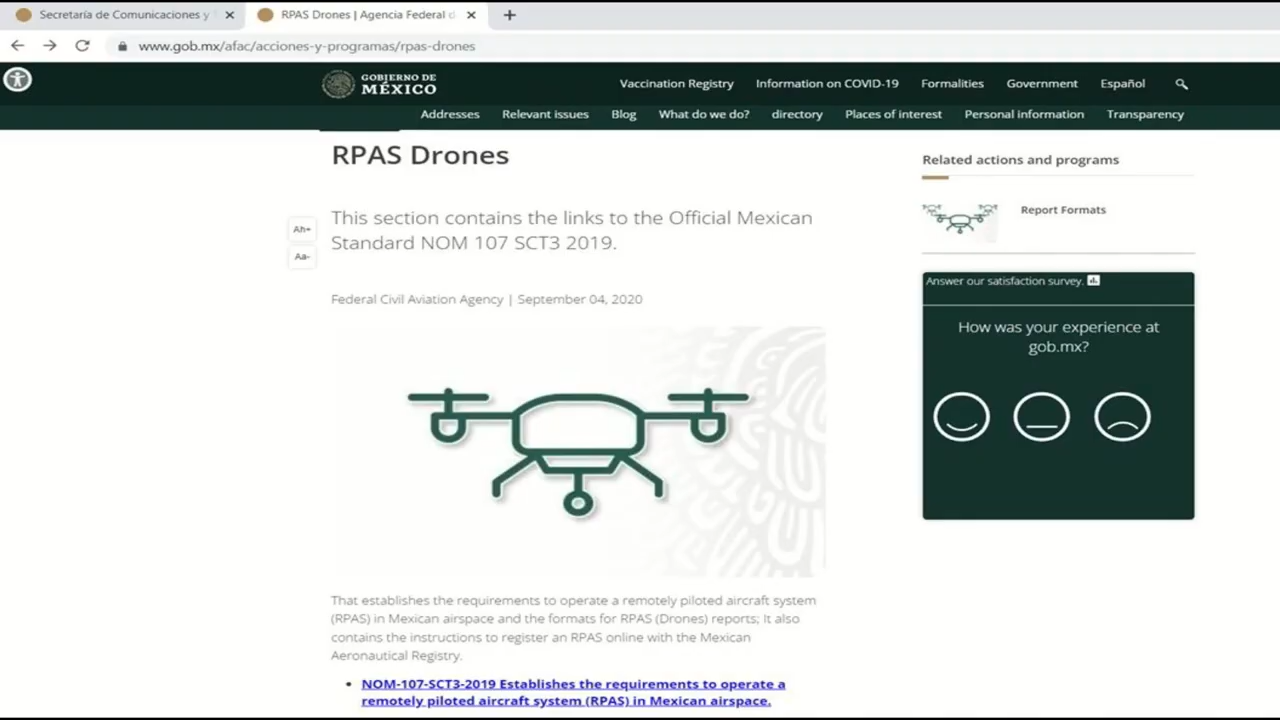 Secretaría de Comunicaciones y
RPAS Drones | Agencia Federal d
www.gob.mx/afac/acciones-y-programas/rpas-drones
GOBIERNO DE
MÉXICO
Vaccination Registry
Information on COVID-19
Formalities
Government
Español
Addresses
Relevant issues
Blog
What do we do?
directory
Places of interest
Personal information
Transparency
RPAS Drones
Ah+
Aa-
This section contains the links to the Official Mexican
Standard NOM 107 SCT3 2019.
Federal Civil Aviation Agency | September 04, 2020
That establishes the requirements to operate a remotely piloted aircraft system
(RPAS) in Mexican airspace and the formats for RPAS (Drones) reports; It also
contains the instructions to register an RPAS online with the Mexican
Aeronautical Registry.
• NOM-107-SCT3-2019 Establishes the requirements to operate a
remotely piloted aircraft system (RPAS) in Mexican airspace.
Related actions and programs
Report Formats
Answer our satisfaction survey.
How was your experience at
gob.mx?